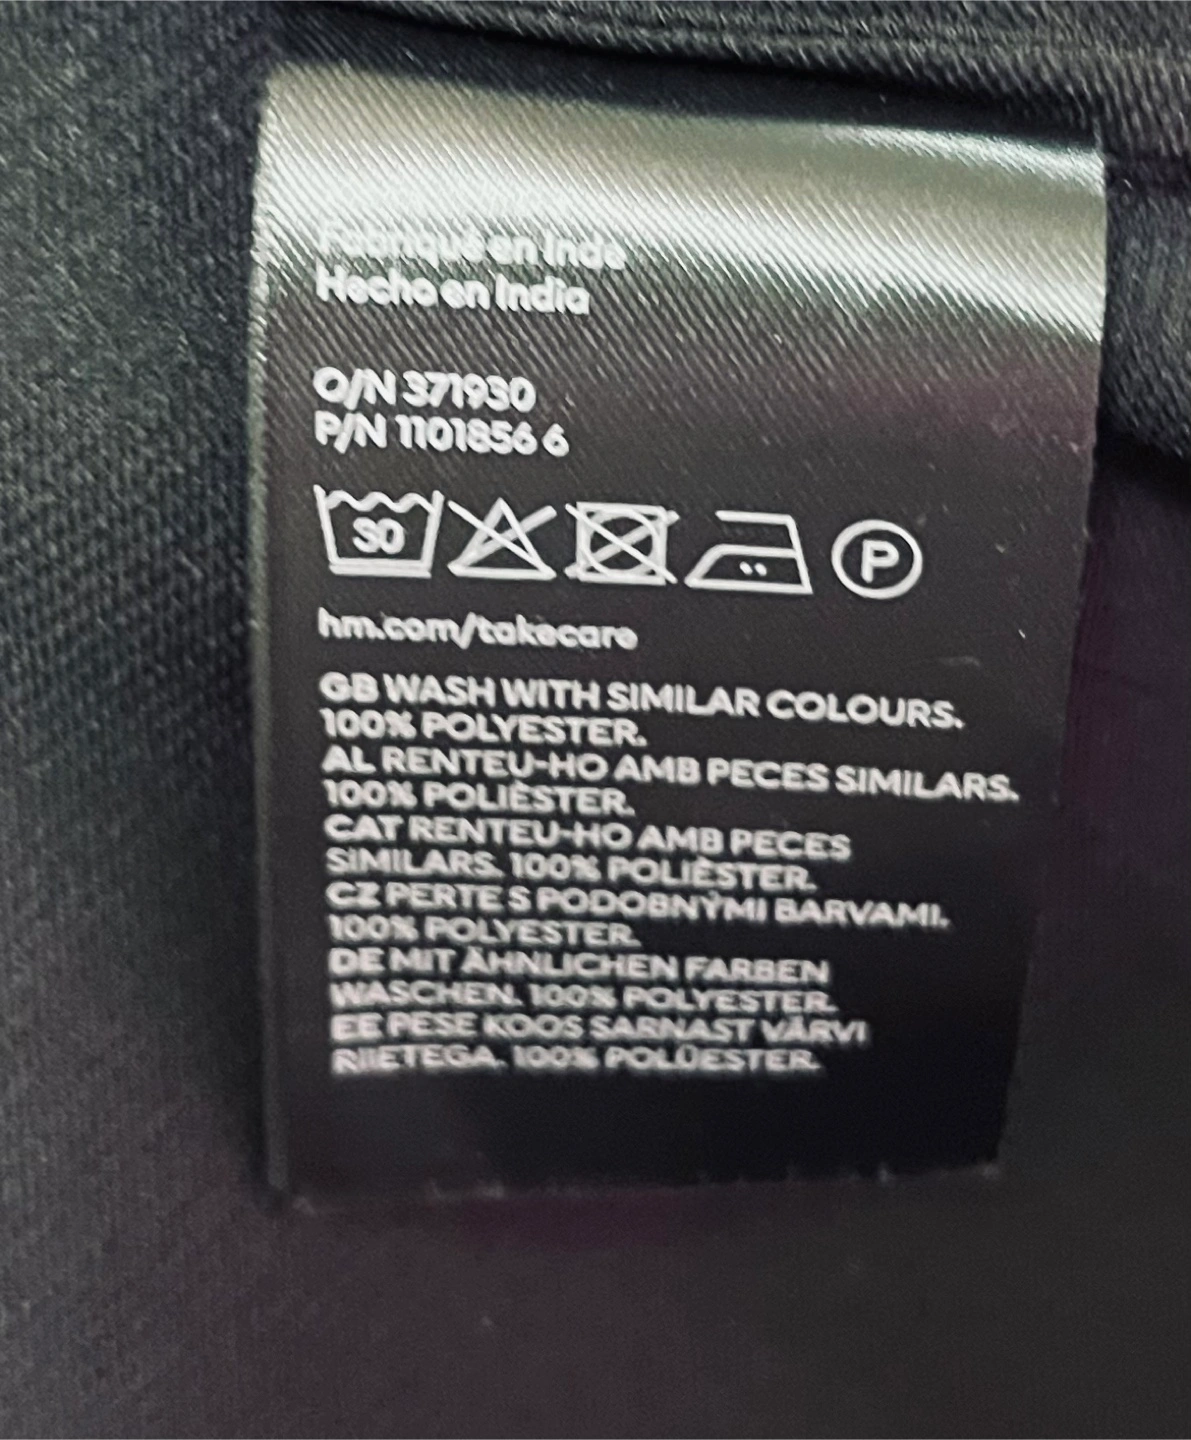 Fabriqué en Inde
Hecho en India
O/N 371930
P/N 11018566 6
30
P
hm.com/takecare
GB WASH WITH SIMILAR COLOURS.
100% POLYESTER.
AL RENTEU-HO AMB PECES SIMILARS.
100% POLIÈSTER.
CAT RENTEU-HO AMB PECES
SIMILARS. 100% POLIÈSTER.
CZ PERTE S PODOBNÝMI BARVAMI.
100% POLYESTER.
DE MIT ÄHNLICHEN FARBEN
WASCHEN. 100% POLYESTER.
EE PESE KOOS SARNAST VÄRVI
RIIETEGA. 100% POLÜESTER.